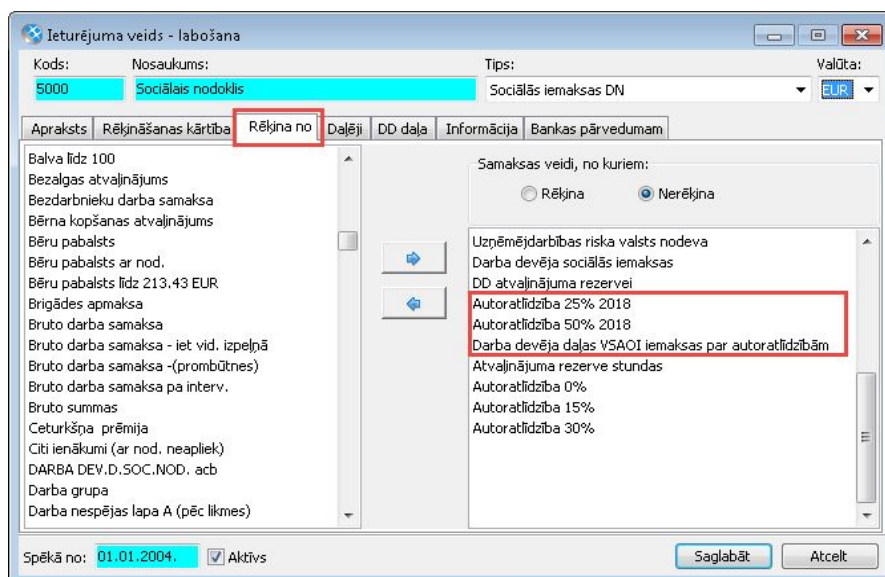 Ieturējuma veids - labošana
Kods: Nosaukums: Tips: Valūta:
5000 Sociālais nodoklis Sociālās iemaksas DN EUR
Apraksts Rēķināšanas kārtība Rēķina no Daļēji DD daļa Informācija Bankas pārvedumam
Balva līdz 100
Bezalgas atvaļinājums
Bezdarbnieku darba samaksa
Bērna kopšanas atvaļinājums
Bēru pabalsts
Bēru pabalsts ar nod.
Bēru pabalsts līdz 213.43 EUR
Brigādes apmaksa
Bruto darba samaksa
Bruto darba samaksa - iet vid. izpeļņā
Bruto darba samaksa -(prombūtnes)
Bruto darba samaksa pa interv.
Bruto summas
Ceturkšņa prēmija
Citi ienākumi (ar nod. neapliek)
DARBA DEV.D.SOC.NOD. acb
Darba grupa
Darba nespējas lapa A (pēc likmes)
Samaksas veidi, no kuriem:
Rēķina Nerēķina
Uzņēmējdarbības riska valsts nodeva
Darba devēja sociālās iemaksas
DD atvaļinājuma rezervei
Autoratlīdzība 25% 2018
Autoratlīdzība 50% 2018
Darba devēja daļas VSAOI iemaksas par autoratlīdzībām
Atvaļinājuma rezerve stundas
Autoratlīdzība 0%
Autoratlīdzība 15%
Autoratlīdzība 30%
Spēkā no: 01.01.2004. Aktīvs Saglabāt Atcelt